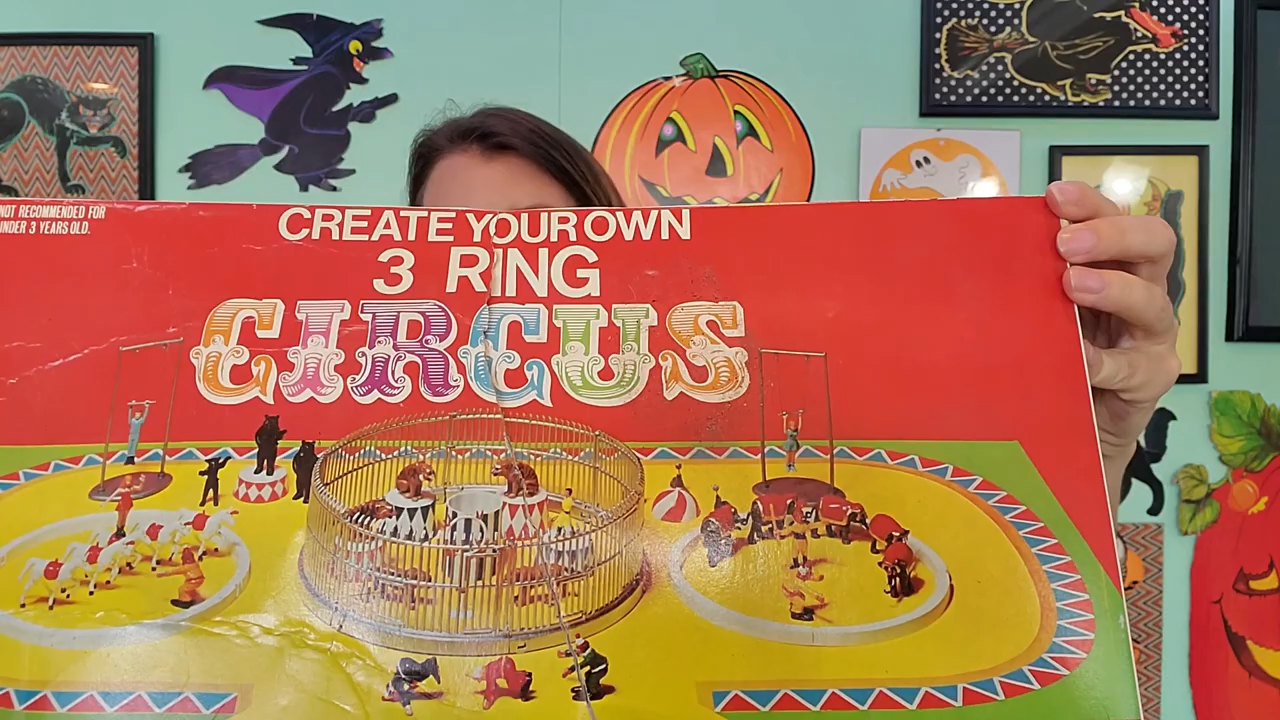 NOT RECOMMENDED FOR
UNDER 3 YEARS OLD.
CREATE YOUR OWN
3 RING
CIRCUS